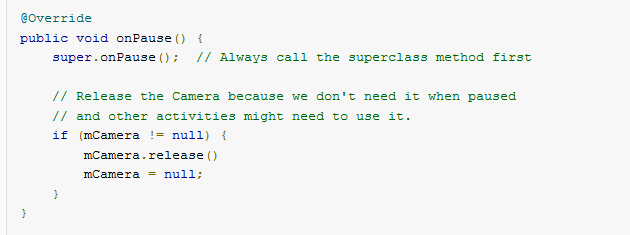 @Override
public void onPause() {
    super.onPause();  // Always call the superclass method first

    // Release the Camera because we don't need it when paused
    // and other activities might need to use it.
    if (mCamera != null) {
        mCamera.release()
        mCamera = null;
    }
}